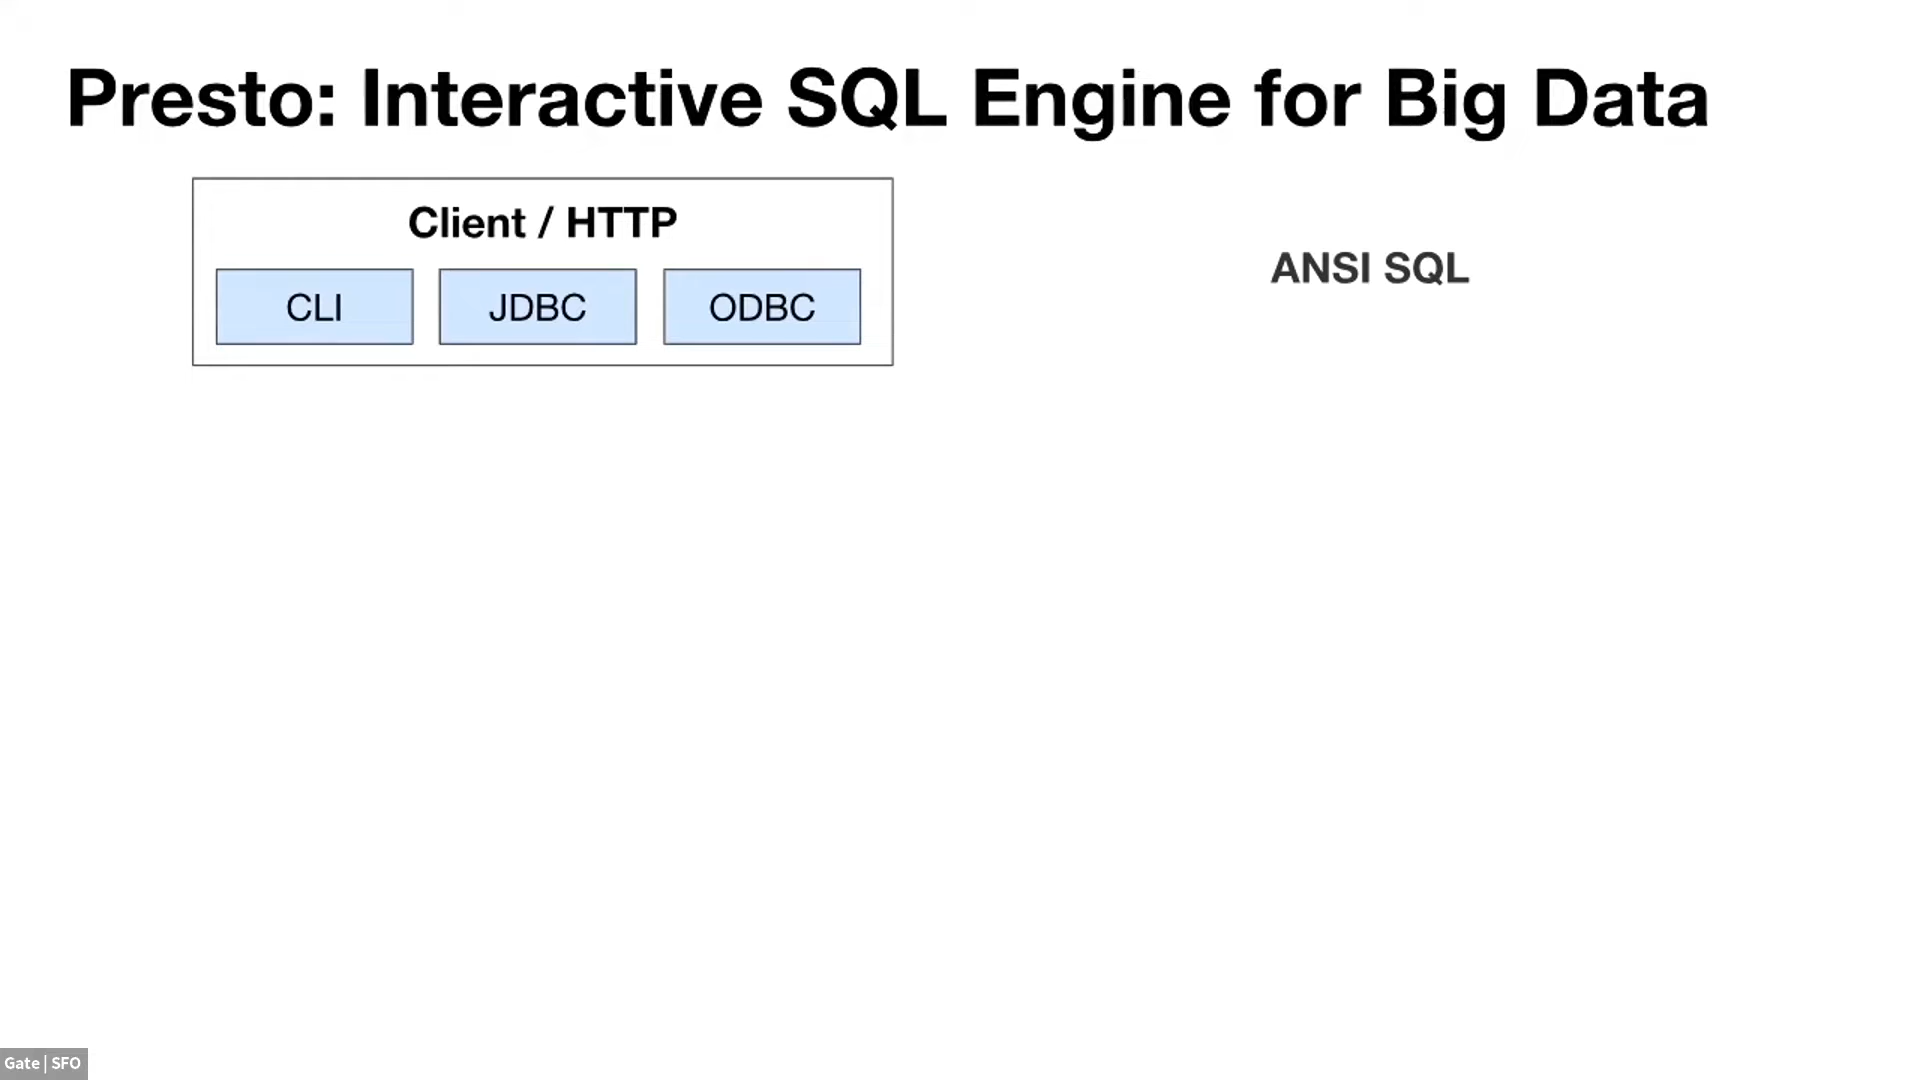 Presto: Interactive SQL Engine for Big Data
Client / HTTP
CLI
JDBC
ODBC
ANSI SQL
Gate | SFO